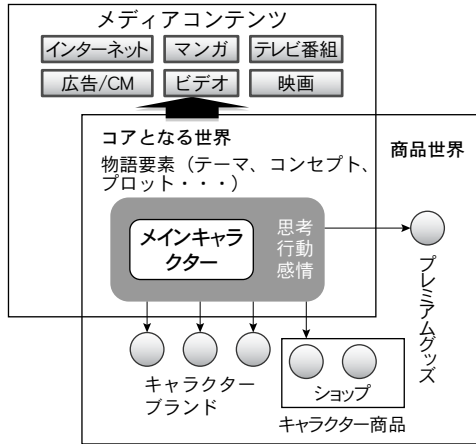 メディアコンテンツ
インターネット
マンガ
テレビ番組
広告/CM
ビデオ
映画
コアとなる世界
商品世界
物語要素（テーマ、コンセプト、
プロット・・・）
メインキャラ
クター
思考
行動
感情
プレミアムグッズ
キャラクター
ブランド
ショップ
キャラクター商品